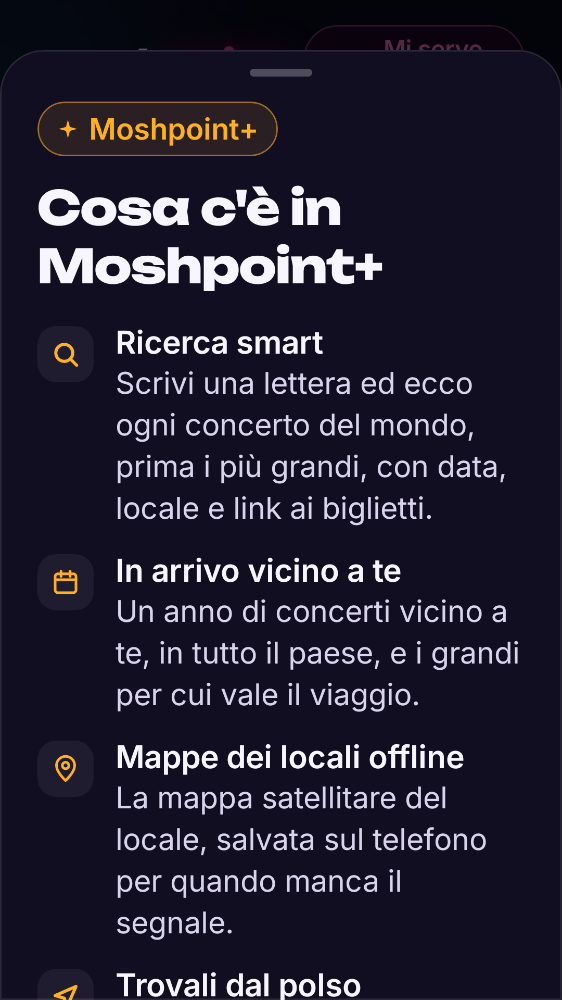 Mi serve
Moshpoint+
Cosa c'è in
Moshpoint+
Ricerca smart
Scrivi una lettera ed ecco
ogni concerto del mondo,
prima i più grandi, con data,
locale e link ai biglietti.
In arrivo vicino a te
Un anno di concerti vicino a
te, in tutto il paese, e i grandi
per cui vale il viaggio.
Mappe dei locali offline
La mappa satellitare del
locale, salvata sul telefono
per quando manca il
segnale.
Trovali dal polso